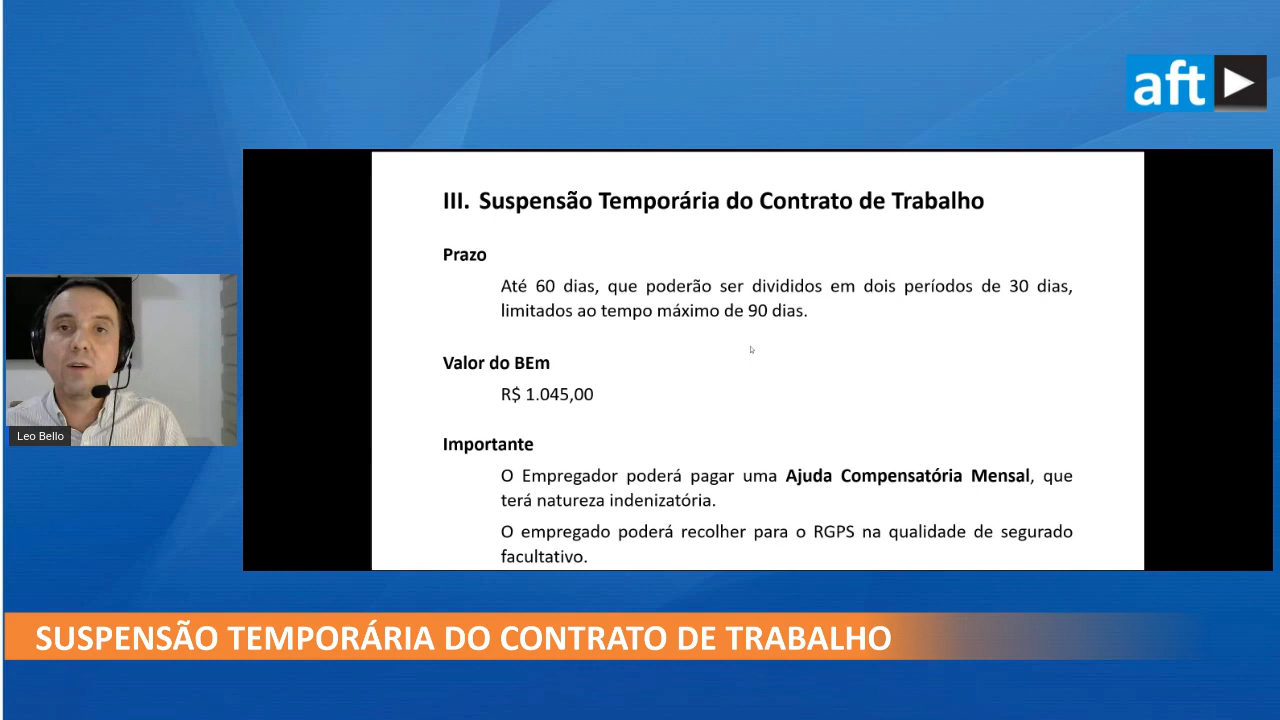 aft
III. Suspensão Temporária do Contrato de Trabalho
Prazo
Até 60 dias, que poderão ser divididos em dois períodos de 30 dias,
limitados ao tempo máximo de 90 dias.
Valor do BEm
R$ 1.045,00
Importante
O Empregador poderá pagar uma Ajuda Compensatória Mensal, que
terá natureza indenizatória.
O empregado poderá recolher para o RGPS na qualidade de segurado
facultativo.
Leo Bello
SUSPENSÃO TEMPORÁRIA DO CONTRATO DE TRABALHO